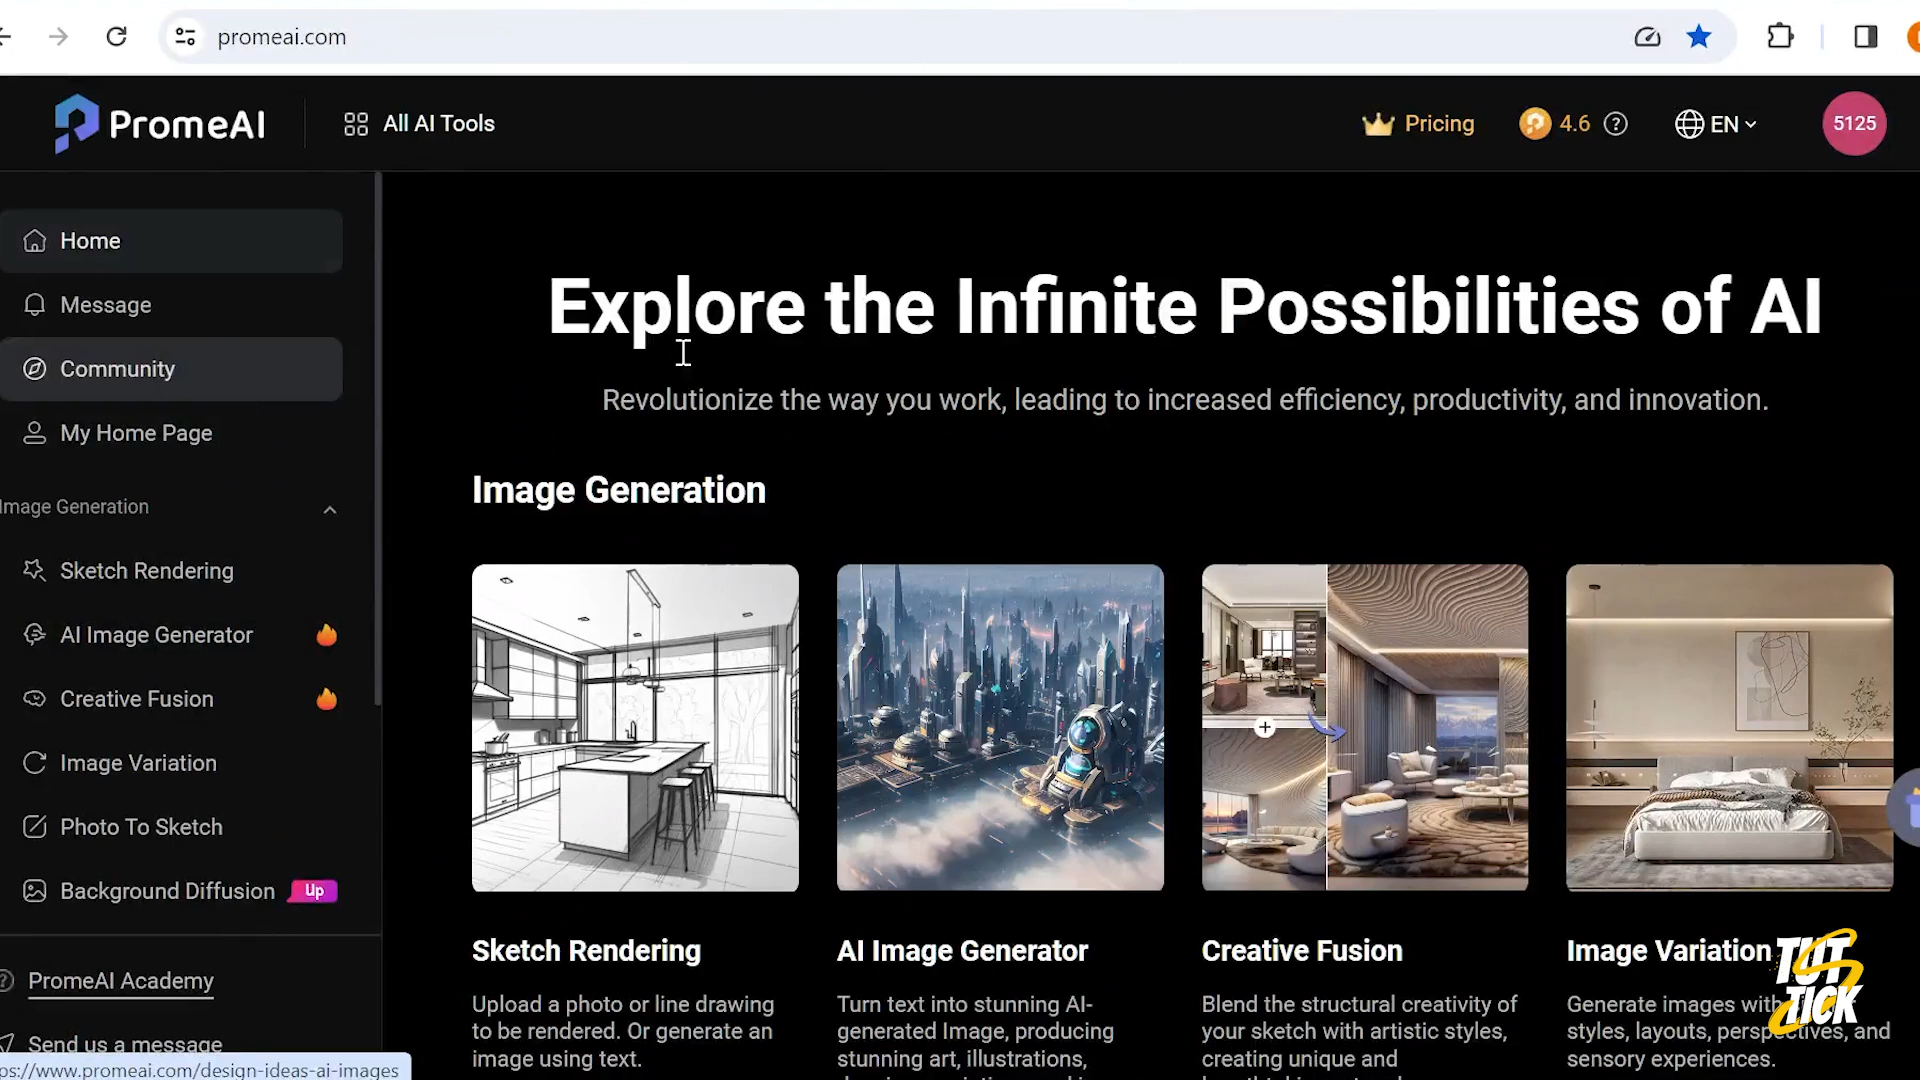 promeai.com
PromeAI
All AI Tools
Pricing
4.6
EN
5125
Home
Message
Community
My Home Page
Image Generation
Sketch Rendering
AI Image Generator
Creative Fusion
Image Variation
Photo To Sketch
Background Diffusion
Up
PromeAI Academy
Send us a message
ps://www.promeai.com/design-ideas-ai-images
Explore the Infinite Possibilities of AI
Revolutionize the way you work, leading to increased efficiency, productivity, and innovation.
Image Generation
Sketch Rendering
Upload a photo or line drawing
to be rendered. Or generate an
image using text.
AI Image Generator
Turn text into stunning AI-
generated Image, producing
stunning art, illustrations,
Creative Fusion
Blend the structural creativity of
your sketch with artistic styles,
creating unique and
Image Variation
Generate images with
styles, layouts, perspectives, and
sensory experiences.
TUT
TICK